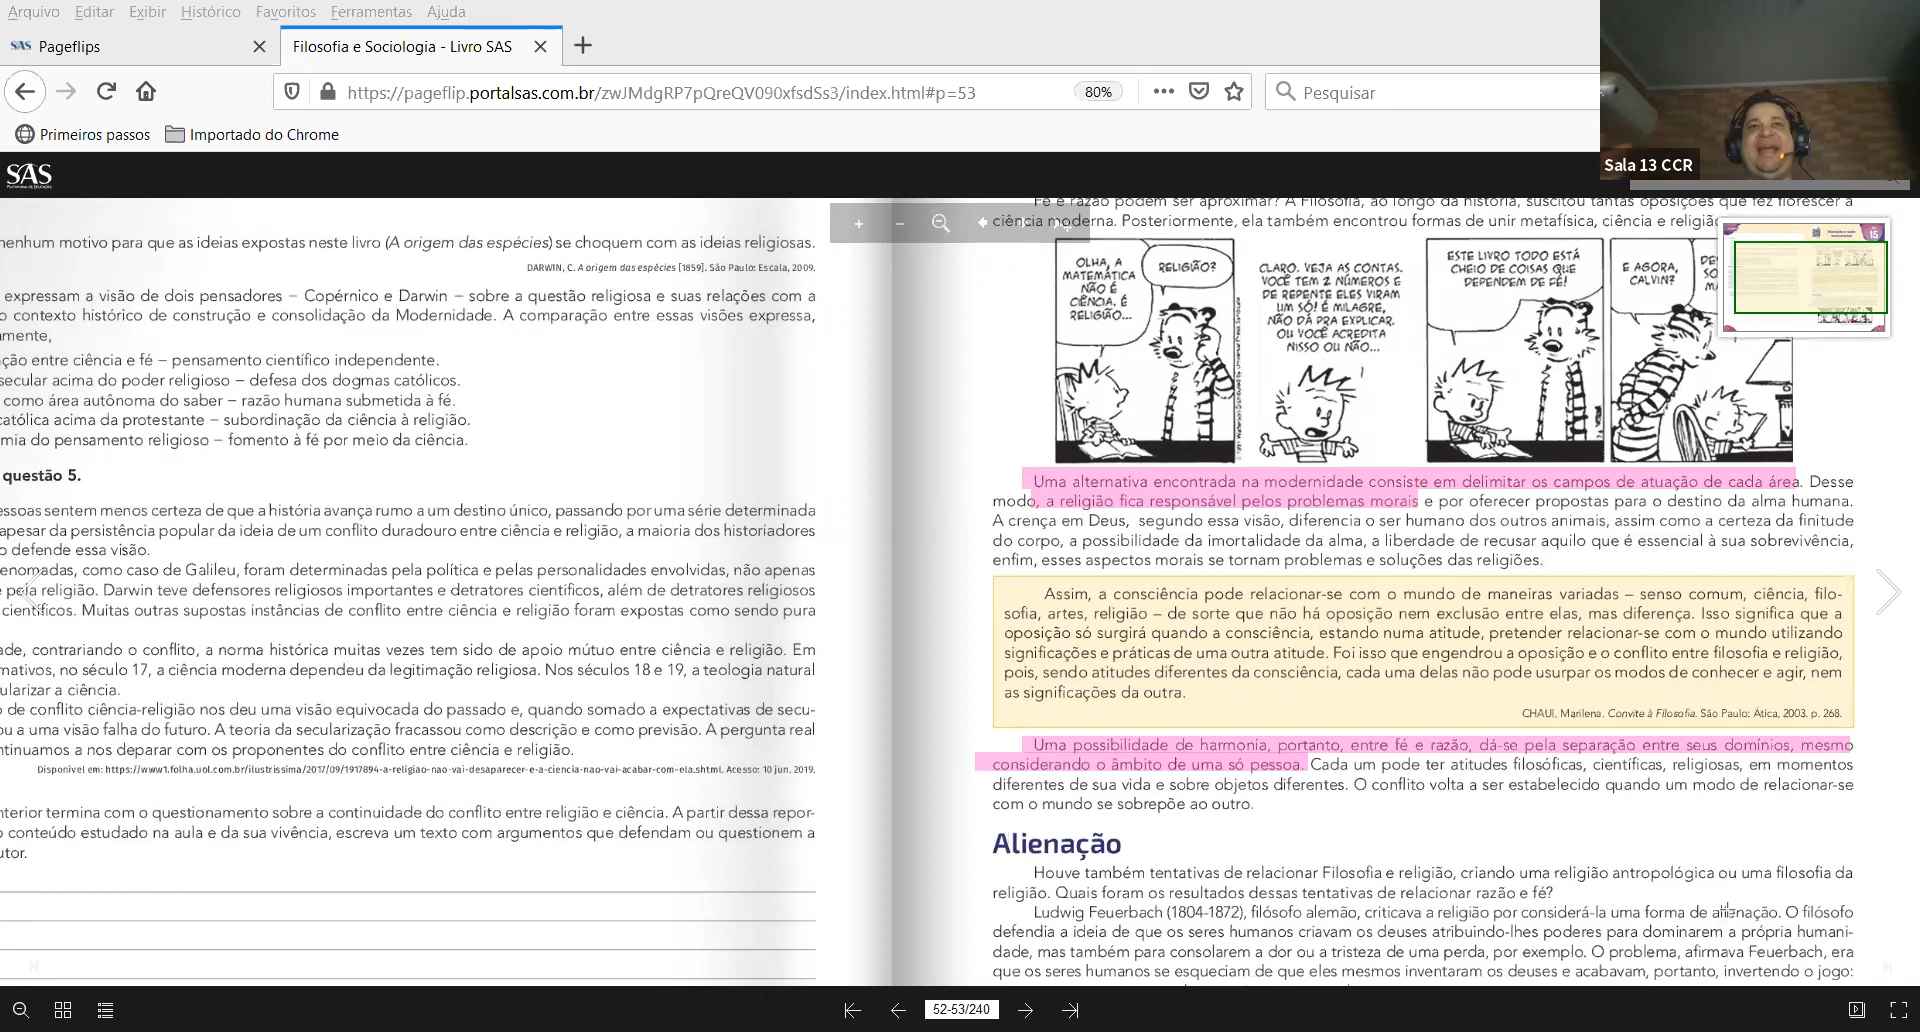 Arquivo Editar Exibir Histórico Favoritos Ferramentas Ajuda
SAS Pageflips
Filosofia e Sociologia - Livro SAS
https://pageflip.portalsas.com.br/zwJMdgRP7pQreQV090xfsdSs3/index.html#p=53
80%
Pesquisar
Primeiros passos Importado do Chrome
Sala 13 CCR
SAS
nenhum motivo para que as ideias expostas neste livro (A origem das espécies) se choquem com as ideias religiosas.
DARWIN, C. A origem das espécies [1859]. São Paulo: Escala, 2009.
expressam a visão de dois pensadores – Copérnico e Darwin – sobre a questão religiosa e suas relações com a
o contexto histórico de construção e consolidação da Modernidade. A comparação entre essas visões expressa,
amente,
ção entre ciência e fé – pensamento científico independente.
secular acima do poder religioso – defesa dos dogmas católicos.
como área autônoma do saber – razão humana submetida à fé.
católica acima da protestante – subordinação da ciência à religião.
mia do pensamento religioso – fomento à fé por meio da ciência.
questão 5.
essoas sentem menos certeza de que a história avança rumo a um destino único, passando por uma série determinada
apesar da persistência popular da ideia de um conflito duradouro entre ciência e religião, a maioria dos historiadores
o defende essa visão.
enomadas, como caso de Galileu, foram determinadas pela política e pelas personalidades envolvidas, não apenas
e pela religião. Darwin teve defensores religiosos importantes e detratores científicos, além de detratores religiosos
científicos. Muitas outras supostas instâncias de conflito entre ciência e religião foram expostas como sendo pura
ade, contrariando o conflito, a norma histórica muitas vezes tem sido de apoio mútuo entre ciência e religião. Em
mativos, no século 17, a ciência moderna dependeu da legitimação religiosa. Nos séculos 18 e 19, a teologia natural
ularizar a ciência.
o de conflito ciência-religião nos deu uma visão equivocada do passado e, quando somado a expectativas de secu-
ou a uma visão falha do futuro. A teoria da secularização fracassou como descrição e como previsão. A pergunta real
ntinuamos a nos deparar com os proponentes do conflito entre ciência e religião.
Disponível em: https://www1.folha.uol.com.br/ilustrissima/2017/09/1917894-a-religiao-nao-vai-desaparecer-e-a-ciencia-nao-vai-acabar-com-ela.shtml. Acesso: 10 jun. 2019.
nterior termina com o questionamento sobre a continuidade do conflito entre religião e ciência. A partir dessa repor-
o conteúdo estudado na aula e da sua vivência, escreva um texto com argumentos que defendam ou questionem a
utor.
Fé e razão podem ser aproximar? A Filosofia, ao longo da história, suscitou tantas oposições que fez florescer a
ciência moderna. Posteriormente, ela também encontrou formas de unir metafísica, ciência e religião
OLHA, A
MATEMÁTICA
NÃO É
CIÊNCIA. É
RELIGIÃO...
RELIGIÃO?
CLARO. VEJA AS CONTAS.
VOCÊ TEM 2 NÚMEROS E
DE REPENTE ELES VIRAM
UM SÓ! É MILAGRE,
NÃO DÁ PRA EXPLICAR.
OU VOCÊ ACREDITA
NISSO OU NÃO...
ESTE LIVRO TODO ESTÁ
CHEIO DE COISAS QUE
DEPENDEM DE FÉ!
E AGORA,
CALVIN?
15
Uma alternativa encontrada na modernidade consiste em delimitar os campos de atuação de cada área. Desse
modo, a religião fica responsável pelos problemas morais e por oferecer propostas para o destino da alma humana.
A crença em Deus, segundo essa visão, diferencia o ser humano dos outros animais, assim como a certeza da finitude
do corpo, a possibilidade da imortalidade da alma, a liberdade de recusar aquilo que é essencial à sua sobrevivência,
enfim, esses aspectos morais se tornam problemas e soluções das religiões.
Assim, a consciência pode relacionar-se com o mundo de maneiras variadas – senso comum, ciência, filo-
sofia, artes, religião – de sorte que não há oposição nem exclusão entre elas, mas diferença. Isso significa que a
oposição só surgirá quando a consciência, estando numa atitude, pretender relacionar-se com o mundo utilizando
significações e práticas de uma outra atitude. Foi isso que engendrou a oposição e o conflito entre filosofia e religião,
pois, sendo atitudes diferentes da consciência, cada uma delas não pode usurpar os modos de conhecer e agir, nem
as significações da outra.
CHAUI, Marilena. Convite à Filosofia. São Paulo: Ática, 2003. p. 268.
Uma possibilidade de harmonia, portanto, entre fé e razão, dá-se pela separação entre seus domínios, mesmo
considerando o âmbito de uma só pessoa. Cada um pode ter atitudes filosóficas, científicas, religiosas, em momentos
diferentes de sua vida e sobre objetos diferentes. O conflito volta a ser estabelecido quando um modo de relacionar-se
com o mundo se sobrepõe ao outro.
Alienação
Houve também tentativas de relacionar Filosofia e religião, criando uma religião antropológica ou uma filosofia da
religião. Quais foram os resultados dessas tentativas de relacionar razão e fé?
Ludwig Feuerbach (1804-1872), filósofo alemão, criticava a religião por considerá-la uma forma de alienação. O filósofo
defendia a ideia de que os seres humanos criavam os deuses atribuindo-lhes poderes para dominarem a própria humani-
dade, mas também para consolarem a dor ou a tristeza de uma perda, por exemplo. O problema, afirmava Feuerbach, era
que os seres humanos se esqueciam de que eles mesmos inventaram os deuses e acabavam, portanto, invertendo o jogo:
52-53/240